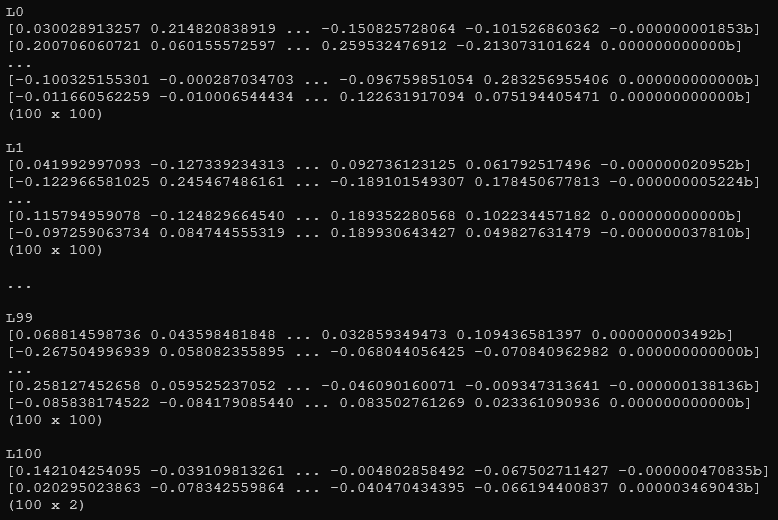 L0
[0.030028913257 0.214820838919 ... -0.150825728064 -0.101526860362 -0.000000001853b]
[0.200706060721 0.060155572597 ... 0.259532476912 -0.213073101624 0.000000000000b]
...
[-0.100325155301 -0.000287034703 ... -0.096759851054 0.283256955406 0.000000000000b]
[-0.011660562259 -0.010006544434 ... 0.122631917094 0.075194405471 0.000000000000b]
(100 x 100)
L1
[0.041992997093 -0.127339234313 ... 0.092736123125 0.061792517496 -0.000000020952b]
[-0.122966581025 0.245467486161 ... -0.189101549307 0.178450677813 -0.000000005224b]
...
[0.115794959078 -0.124829664540 ... 0.189352280568 0.102234457182 0.000000000000b]
[-0.097259063734 0.084744555319 ... 0.189930643427 0.049827631479 -0.000000037810b]
(100 x 100)
...
L99
[0.068814598736 0.043598481848 ... 0.032859349473 0.109436581397 0.000000003492b]
[-0.267504996939 0.058082355895 ... -0.068044056425 -0.070840962982 0.000000000000b]
...
[0.258127452658 0.059525237052 ... -0.046090160071 -0.009347313641 -0.000000138136b]
[-0.085838174522 -0.084179085440 ... 0.083502761269 0.023361090936 0.000000000000b]
(100 x 100)
L100
[0.142104254095 -0.039109813261 ... -0.004802858492 -0.067502711427 -0.000000470835b]
[0.020295023863 -0.078342559864 ... -0.040470434395 -0.066194400837 0.000003469043b]
(100 x 2)